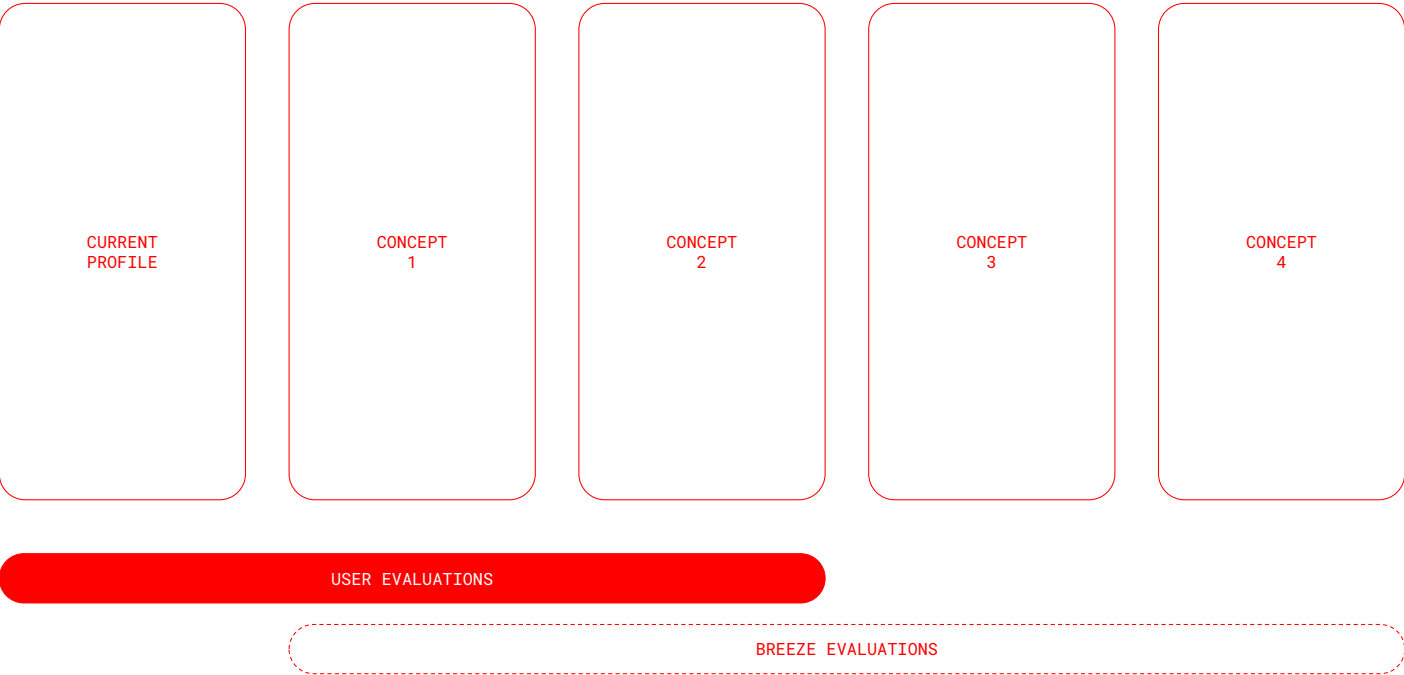 CURRENT
PROFILE
CONCEPT
1
CONCEPT
2
CONCEPT
3
CONCEPT
4
USER EVALUATIONS
BREEZE EVALUATIONS